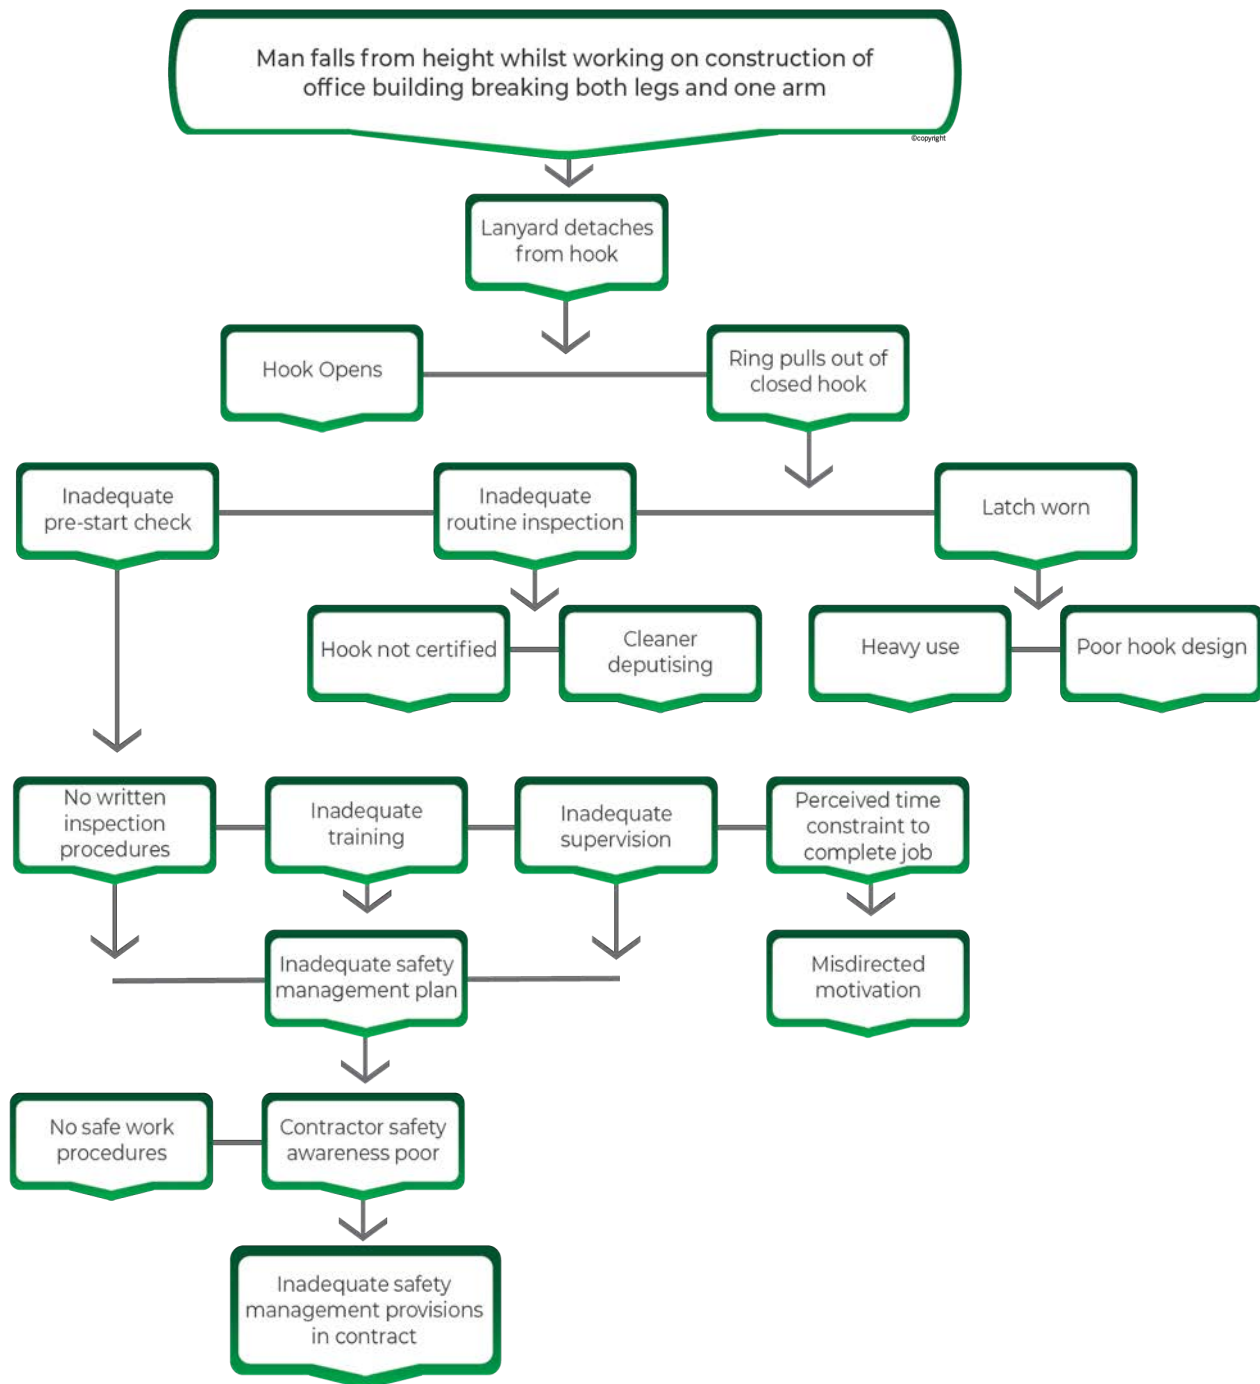 Man falls from height whilst working on construction of
office building breaking both legs and one arm
©copyright
Lanyard detaches
from hook
Hook Opens
Ring pulls out of
closed hook
Inadequate
pre-start check
Inadequate
routine inspection
Latch worn
Hook not certified
Cleaner
deputising
Heavy use
Poor hook design
No written
inspection
procedures
Inadequate
training
Inadequate
supervision
Perceived time
constraint to
complete job
Inadequate safety
management plan
Misdirected
motivation
No safe work
procedures
Contractor safety
awareness poor
Inadequate safety
management provisions
in contract